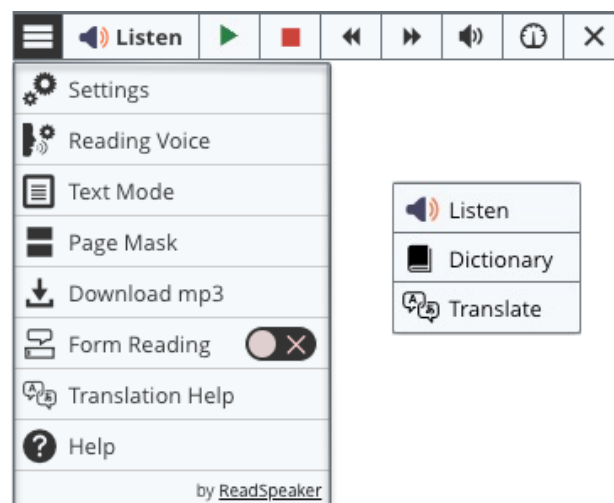 Listen
Settings
Reading Voice
Text Mode
Page Mask
Download mp3
Form Reading
Translation Help
Help
by ReadSpeaker
Listen
Dictionary
Translate